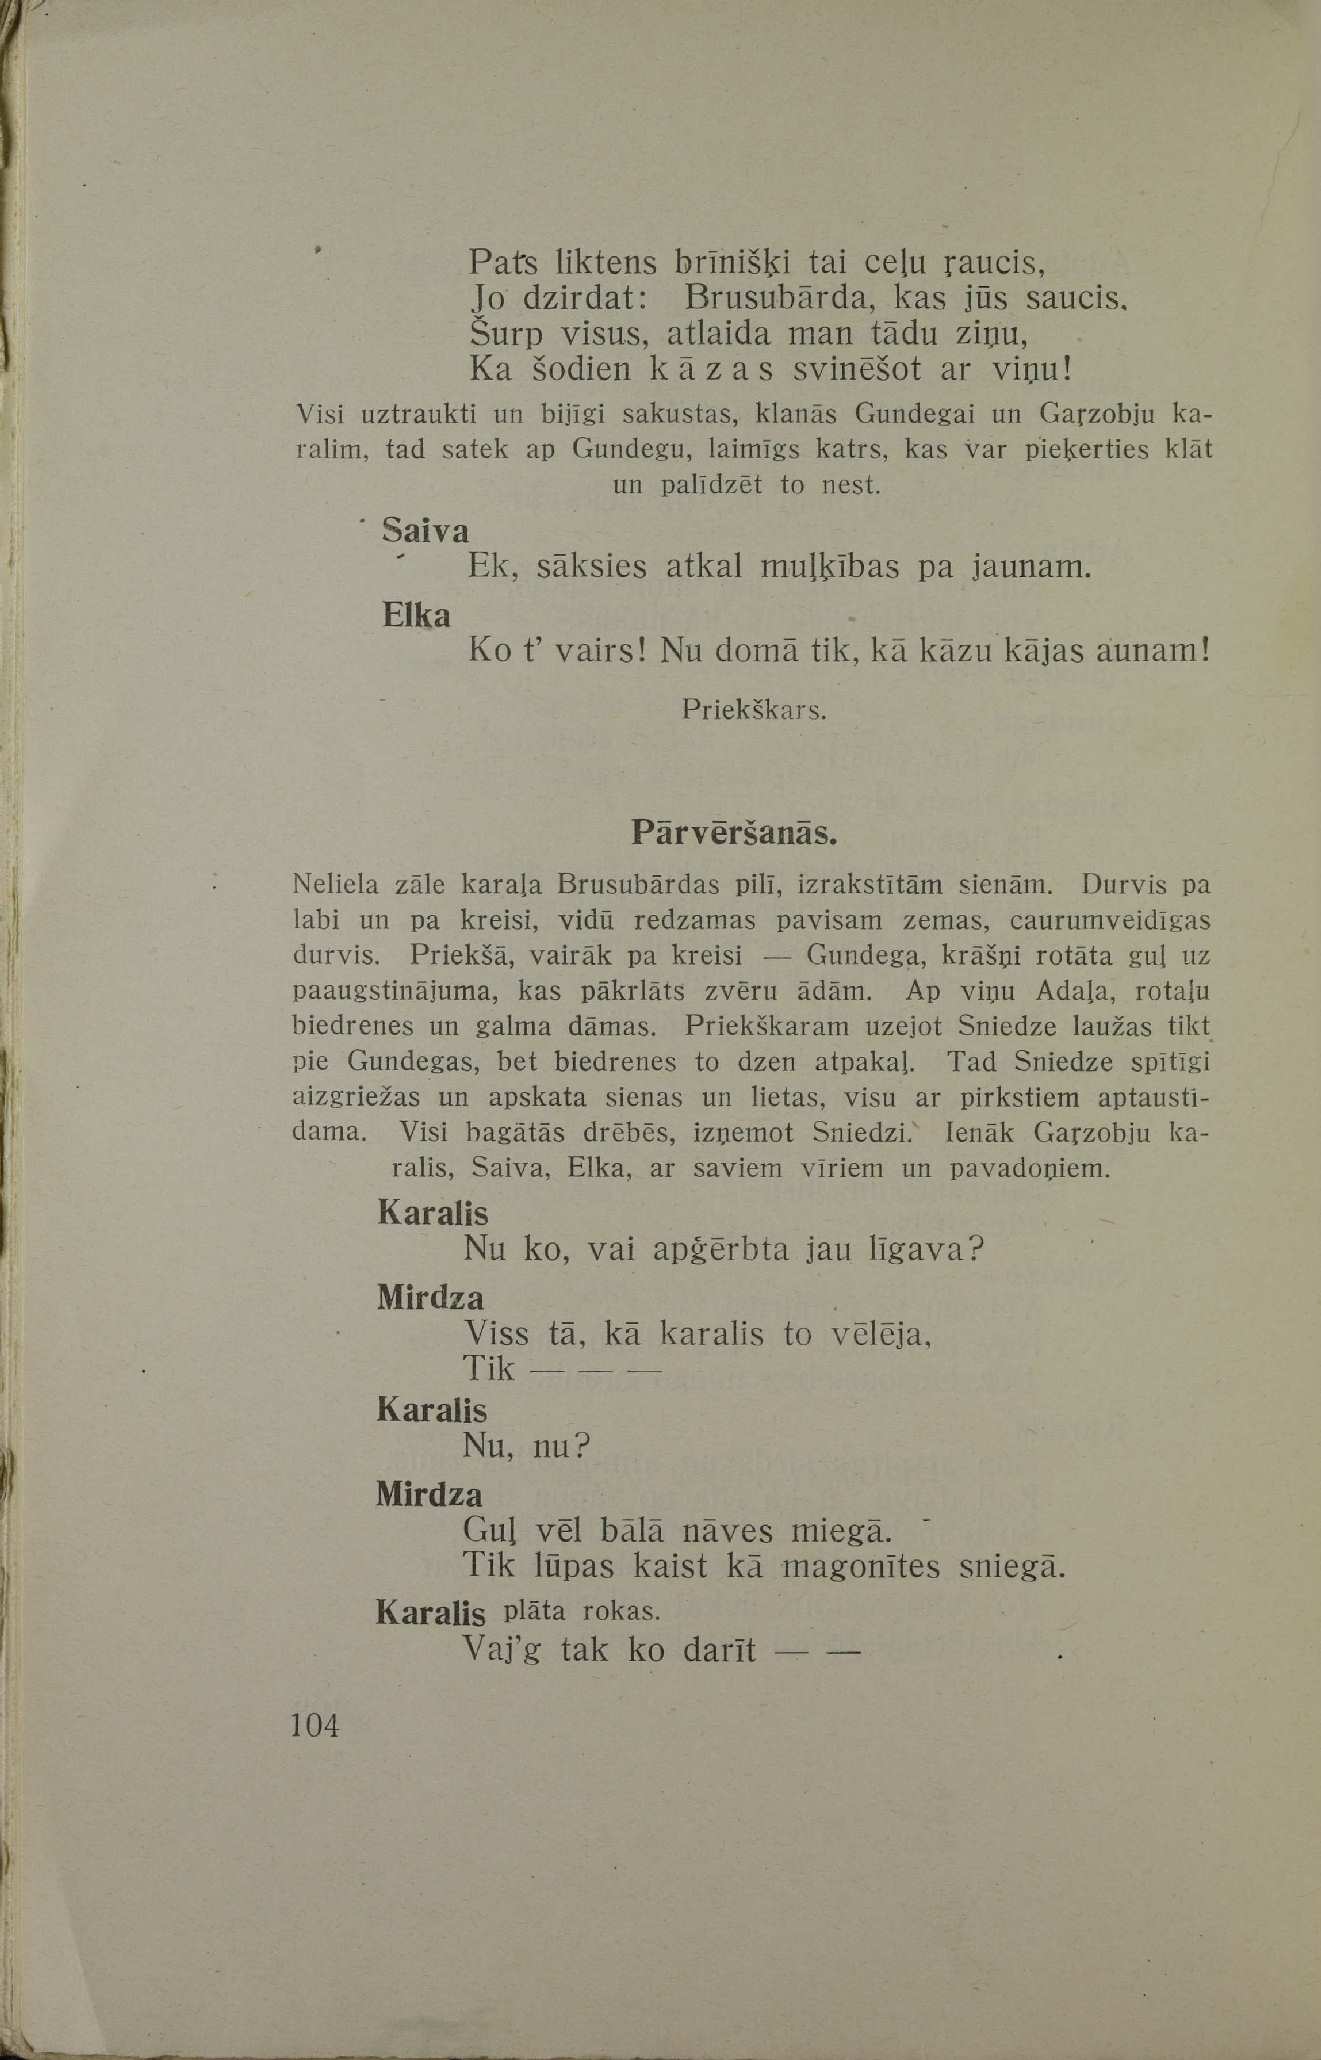 Pats liktens brīnišķi tai ceļu ŗaucis,
Jo dzirdat: Brusubārda, kas jūs saucis.
Šurp visus, atlaida man tādu ziņu,
Ka šodien kāzas svinēšot ar viņu!
Visi uztraukti un bijīgi sakustas, klanās Gundegai un Gaŗzobju ka-
ralim, tad satek ap Gundegu, laimīgs katrs, kas var pieķerties klāt
un palīdzēt to nest.
Saiva
Ek, sāksies atkal muļķības pa jaunam.
Elka
Ko t’ vairs! Nu domā tik, kā kāzu kājas aunam!
Priekškars.
Pārvēršanās.
Neliela zāle karaļa Brusubārdas pilī, izrakstītām sienām. Durvis pa
labi un pa kreisi, vidū redzamas pavisam zemas, caurumveidīgas
durvis. Priekšā, vairāk pa kreisi — Gundega, krāšņi rotāta guļ uz
paaugstinājuma, kas pākrlāts zvēru ādām. Ap viņu Adaļa, rotaļu
biedrenes un galma dāmas. Priekškaram uzejot Sniedze laužas tikt
pie Gundegas, bet biedrenes to dzen atpakaļ. Tad Sniedze spītīgi
aizgriežas un apskata sienas un lietas, visu ar pirkstiem aptausti-
dama. Visi bagātās drēbēs, izņemot Sniedzi. Ienāk Gaŗzobju ka-
ralis, Saiva, Elka, ar saviem vīriem un pavadoņiem.
Karalis
Nu ko, vai apģērbta jau līgava?
Mirdza
Viss tā, kā karalis to vēlēja,
Tik — — —
Karalis
Nu, nu?
Mirdza
Guļ vēl bālā nāves miegā.
Tik lūpas kaist kā magonītes sniegā.
Karalis plāta rokas.
Vaj’g tak ko darīt — —
104